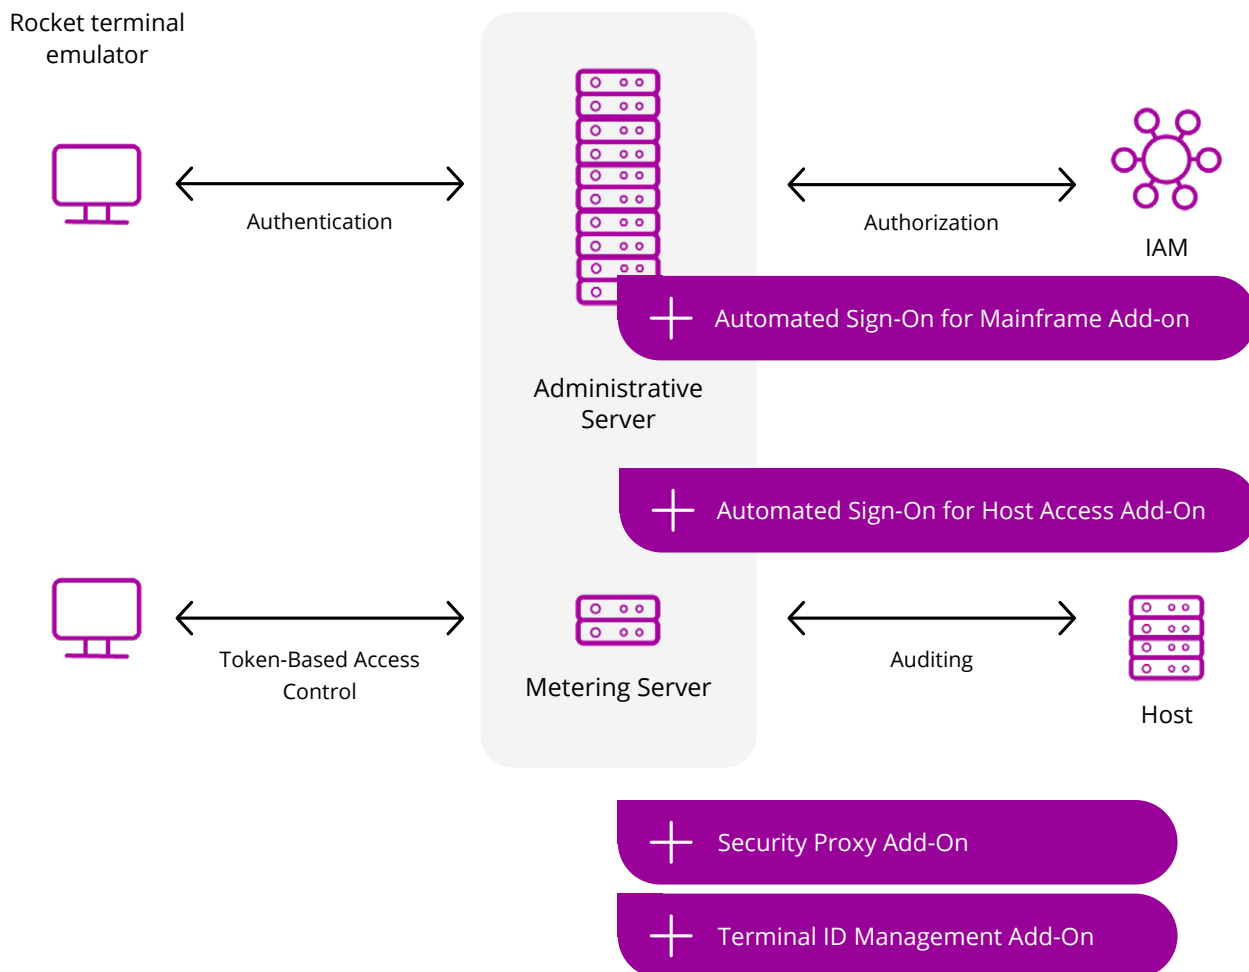 Rocket terminal
emulator
Authentication
Authorization
IAM
Automated Sign-On for Mainframe Add-on
Administrative
Server
Automated Sign-On for Host Access Add-On
Token-Based Access
Control
Metering Server
Auditing
Host
Security Proxy Add-On
Terminal ID Management Add-On